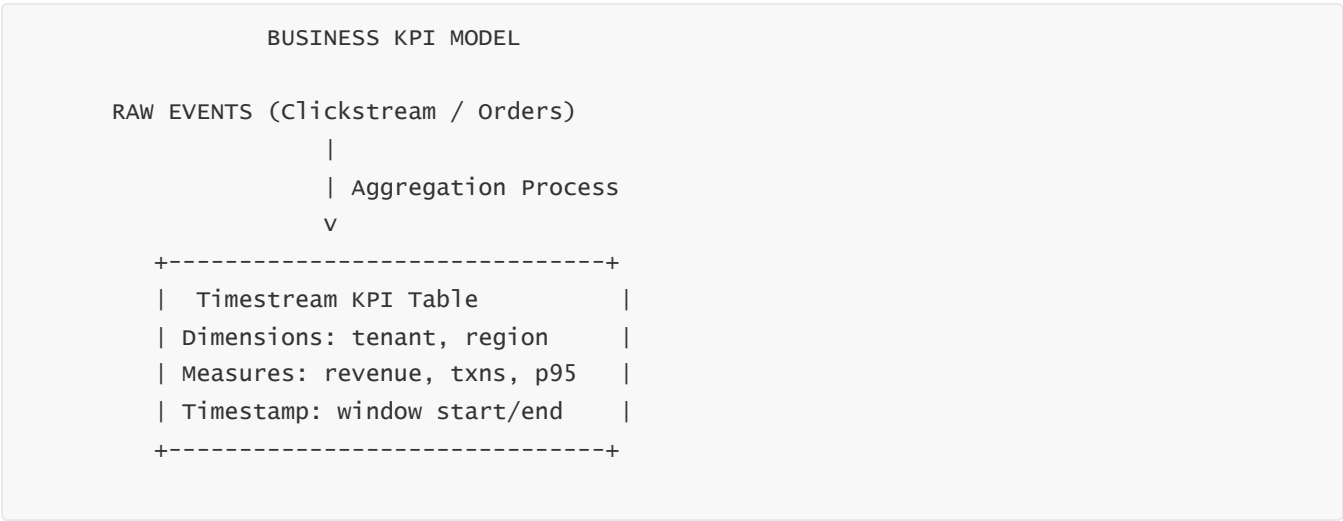 BUSINESS KPI MODEL
RAW EVENTS (Clickstream / Orders)
|
| Aggregation Process
v
+-------------------------------+
| Timestream KPI Table |
| Dimensions: tenant, region |
| Measures: revenue, txns, p95 |
| Timestamp: window start/end |
+-------------------------------+